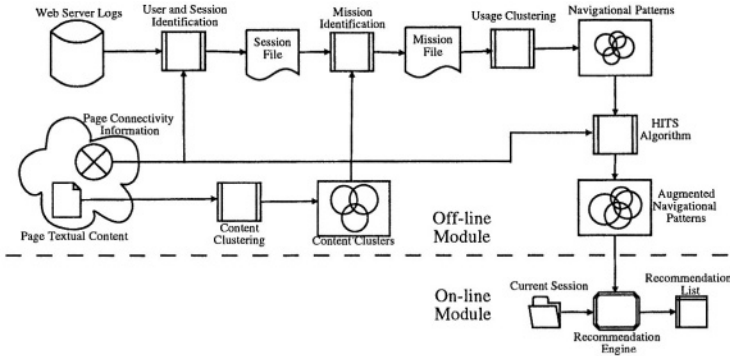 Web Server Logs
User and Session
Identification
Session
File
Mission
Identification
Mission
File
Usage Clustering
Navigational Patterns
Page Connectivity
Information
HITS
Algorithm
Page Textual Content
Content
Clustering
Content Clusters
Off-line
Module
Augmented
Navigational
Patterns
On-line
Module
Current Session
Recommendation
Engine
Recommendation
List